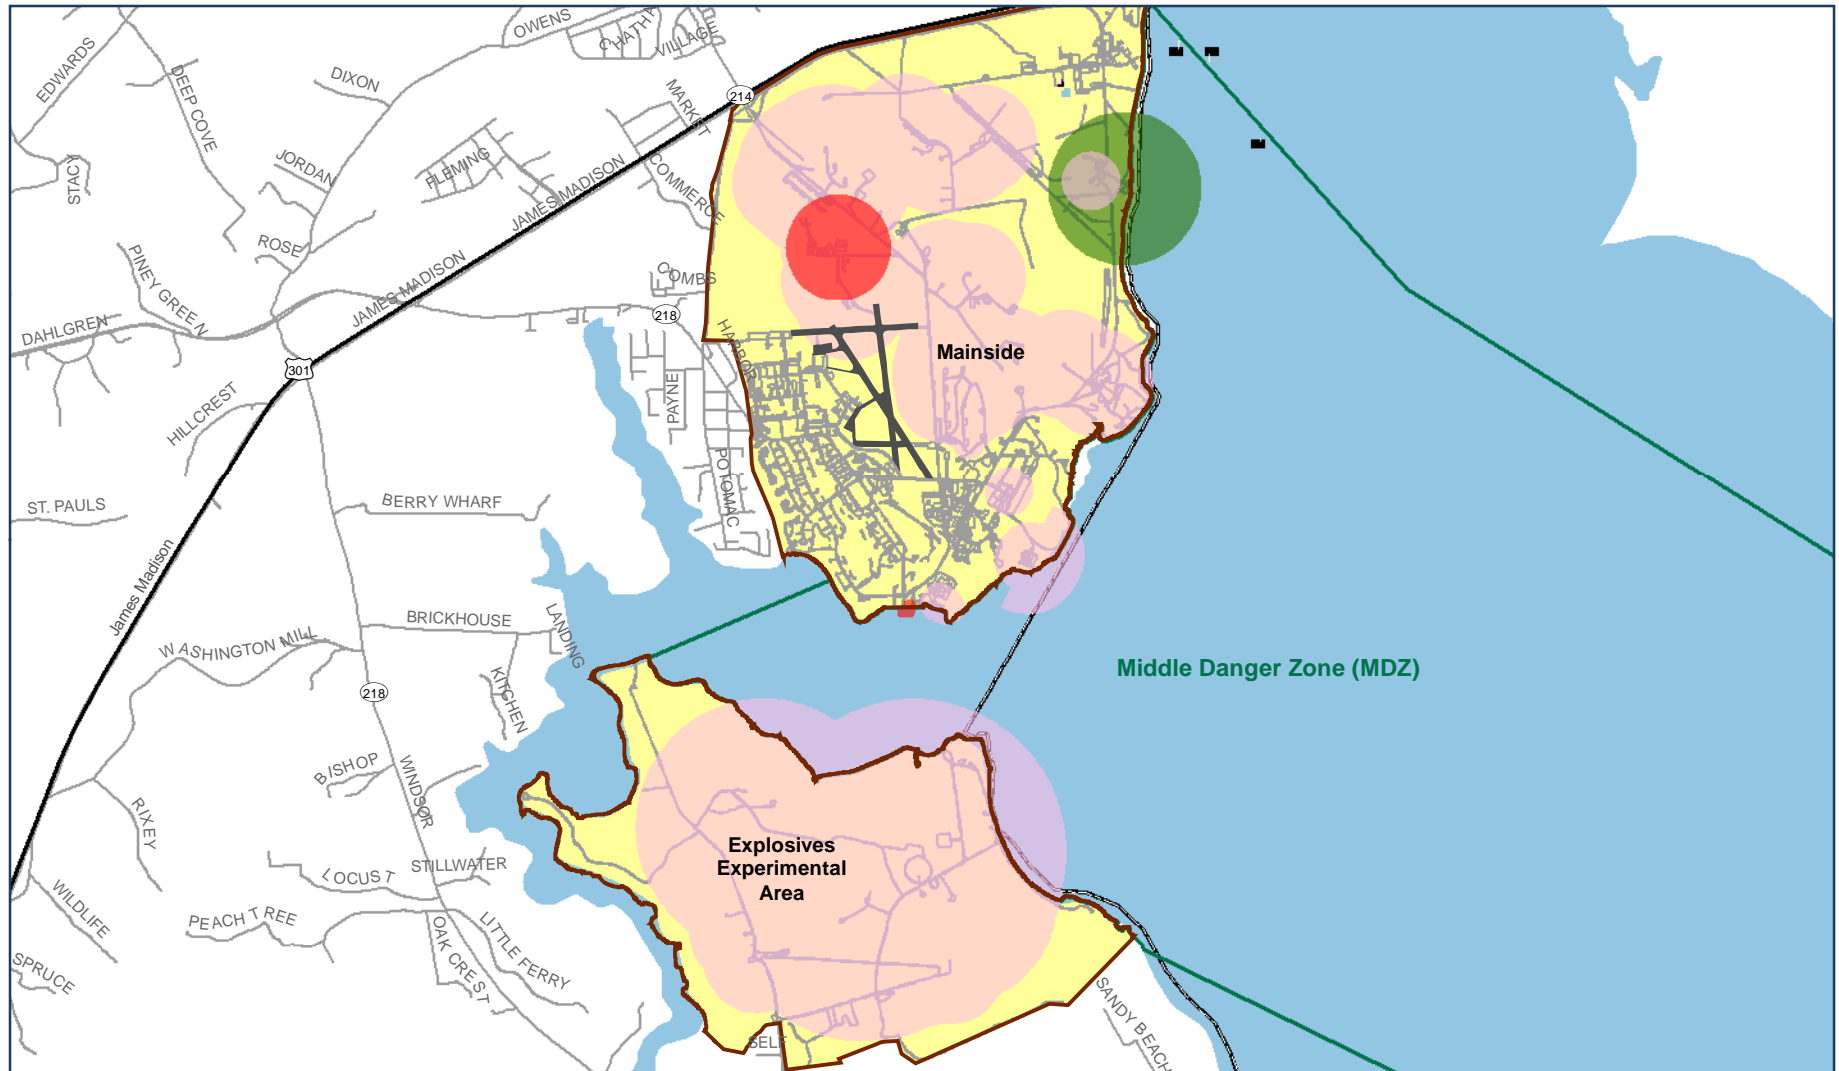 OWENS
CHATHA
VILLAGE
EDWARDS
DEEP COVE
DIXON
MARKET
214
STACY
JORDAN
FLEMING
JAMES MADISON
COMMERCE
ROSE
PINEY GREEN
JAMES MADISON
COMBS
DAHLGREN
218
HARBOR
301
Mainside
HILLCREST
PAYNE
POTOMAC
ST. PAULS
BERRY WHARF
James Madison
BRICKHOUSE
LANDING
WASHINGTON MILL
KITCHEN
218
Middle Danger Zone (MDZ)
BISHOP
WINDSOR
RIXEY
Explosives
Experimental
Area
STILLWATER
LOCUST
WILDLIFE
PEACH TREE
OAK CREST
LITTLE FERRY
SPRUCE
SELF
SANDY BEACH